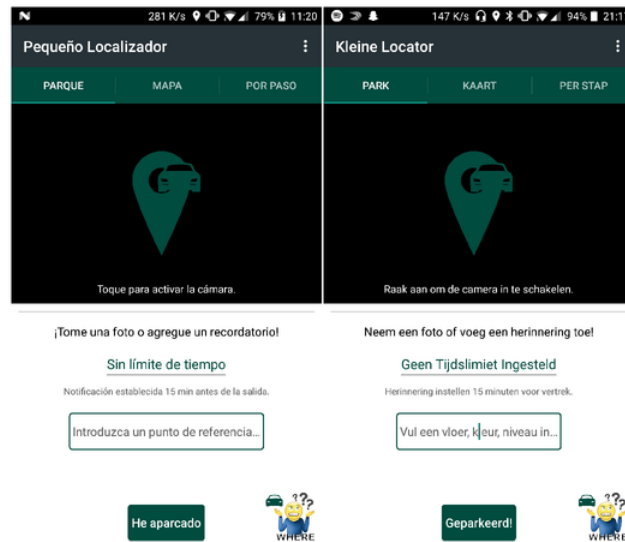 281 K/s 79% 11:20
Pequeño Localizador
PARQUE MAPA POR PASO
Toque para activar la cámara.
¡Tome una foto o agregue un recordatorio!
Sin límite de tiempo
Notificación establecida 15 min antes de la salida.
Introduzca un punto de referencia...
He aparcado
???
WHERE
147 K/s 94% 21:17
Kleine Locator
PARK KAART PER STAP
Raak aan om de camera in te schakelen.
Neem een foto of voeg een herinnering toe!
Geen Tijdslimiet Ingesteld
Herinnering instellen 15 minuten voor vertrek.
Vul een vloer, kleur, niveau in...
Geparkeerd!
???
WHERE